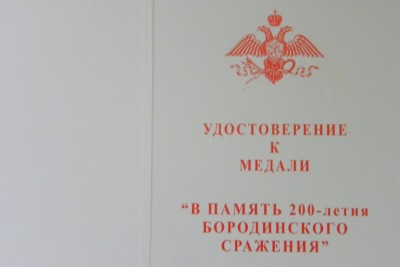 УДОСТОВЕРЕНИЕ
К
МЕДАЛИ
“В ПАМЯТЬ 200-летия
БОРОДИНСКОГО
СРАЖЕНИЯ”